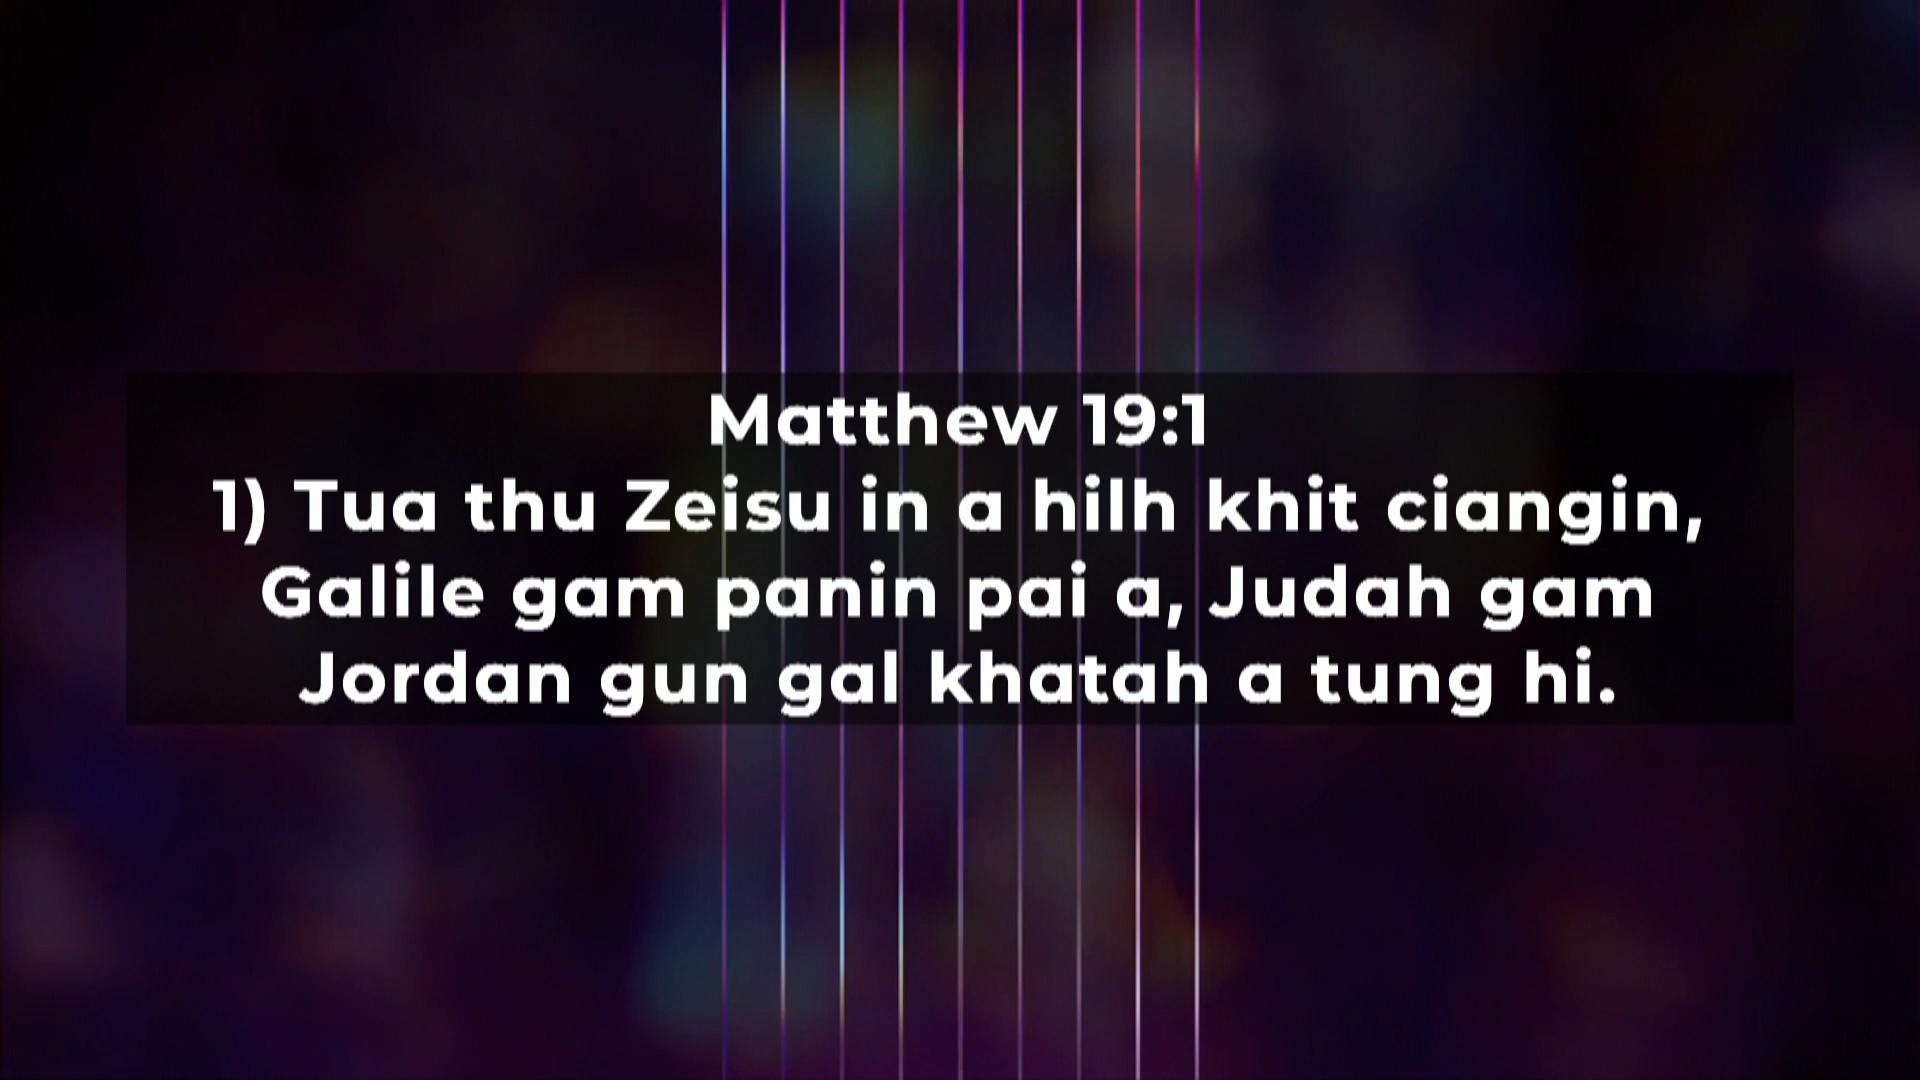 Matthew 19:1
1) Tua thu Zeisu in a hilh khit ciangin,
Galile gam panin pai a, Judah gam
Jordan gun gal khatah a tung hi.